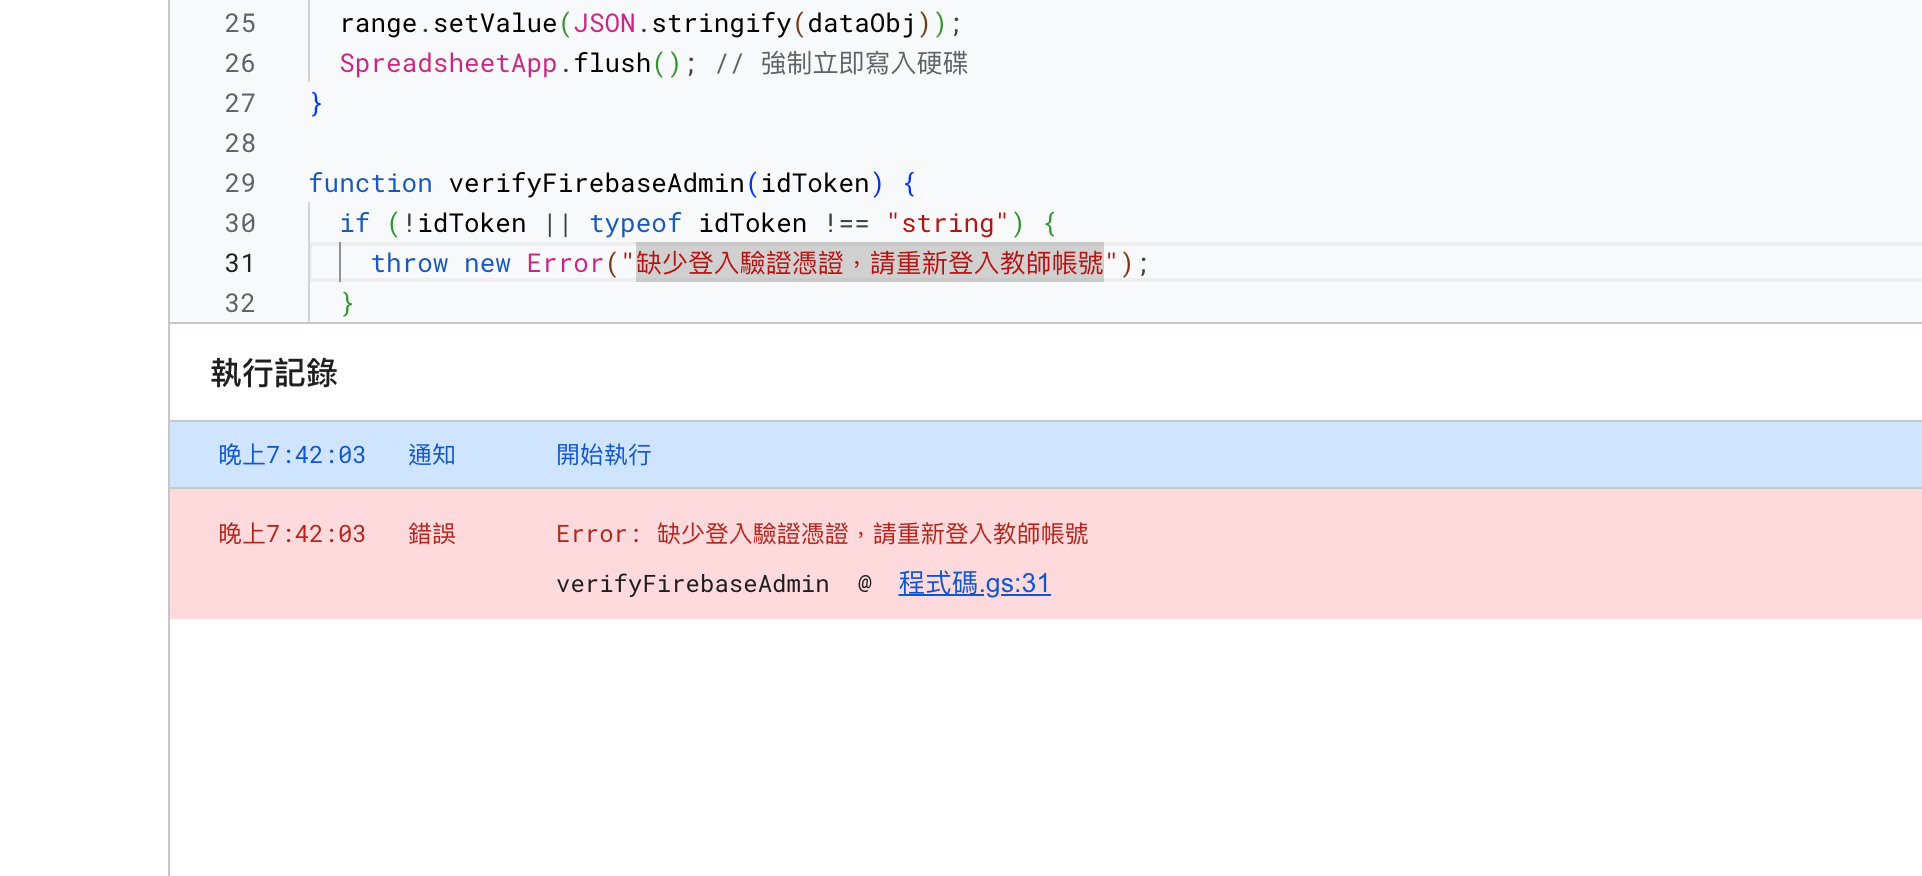 25 range.setValue(JSON.stringify(dataObj));
26 SpreadsheetApp.flush(); // 強制立即寫入硬碟
27 }
28
29 function verifyFirebaseAdmin(idToken) {
30 if (!idToken || typeof idToken !== "string") {
31 throw new Error("缺少登入驗證憑證，請重新登入教師帳號");
32 }
執行記錄
晚上7:42:03 通知 開始執行
晚上7:42:03 錯誤 Error: 缺少登入驗證憑證，請重新登入教師帳號
verifyFirebaseAdmin @ 程式碼.gs:31